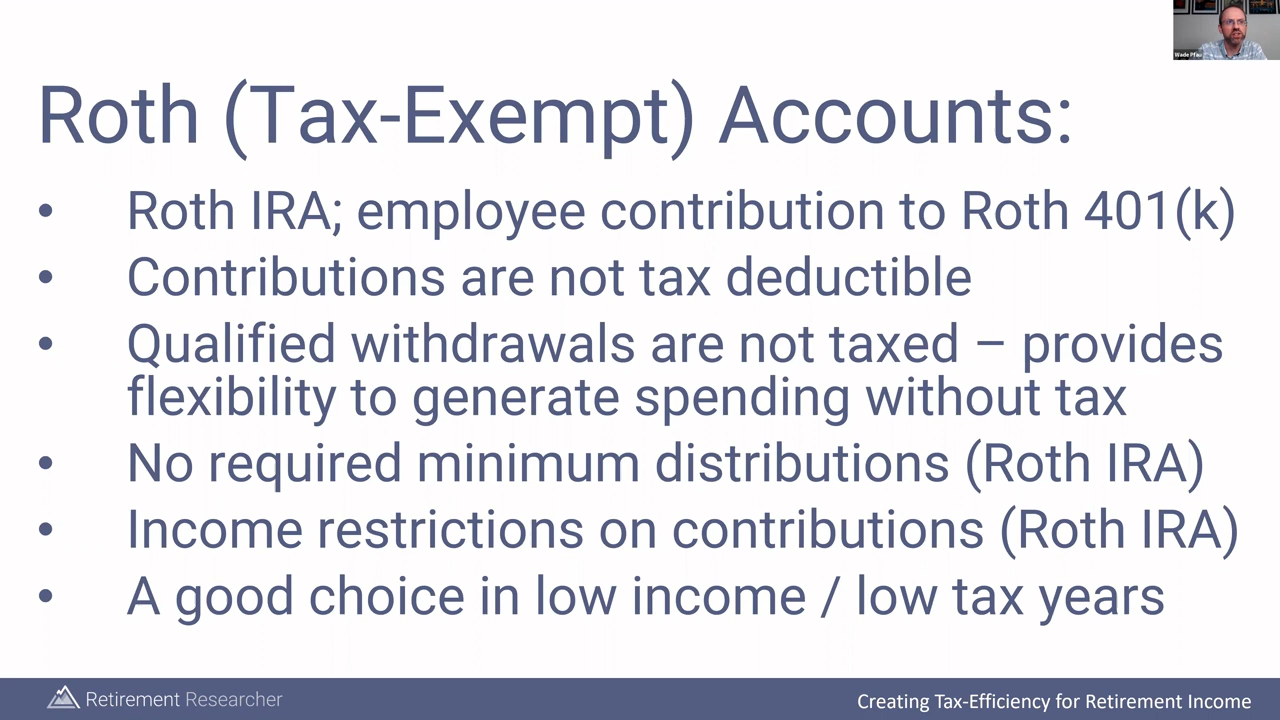 Wade Pfau
Roth (Tax-Exempt) Accounts:
• Roth IRA; employee contribution to Roth 401(k)
• Contributions are not tax deductible
• Qualified withdrawals are not taxed – provides
flexibility to generate spending without tax
• No required minimum distributions (Roth IRA)
• Income restrictions on contributions (Roth IRA)
• A good choice in low income / low tax years
Retirement Researcher
Creating Tax-Efficiency for Retirement Income